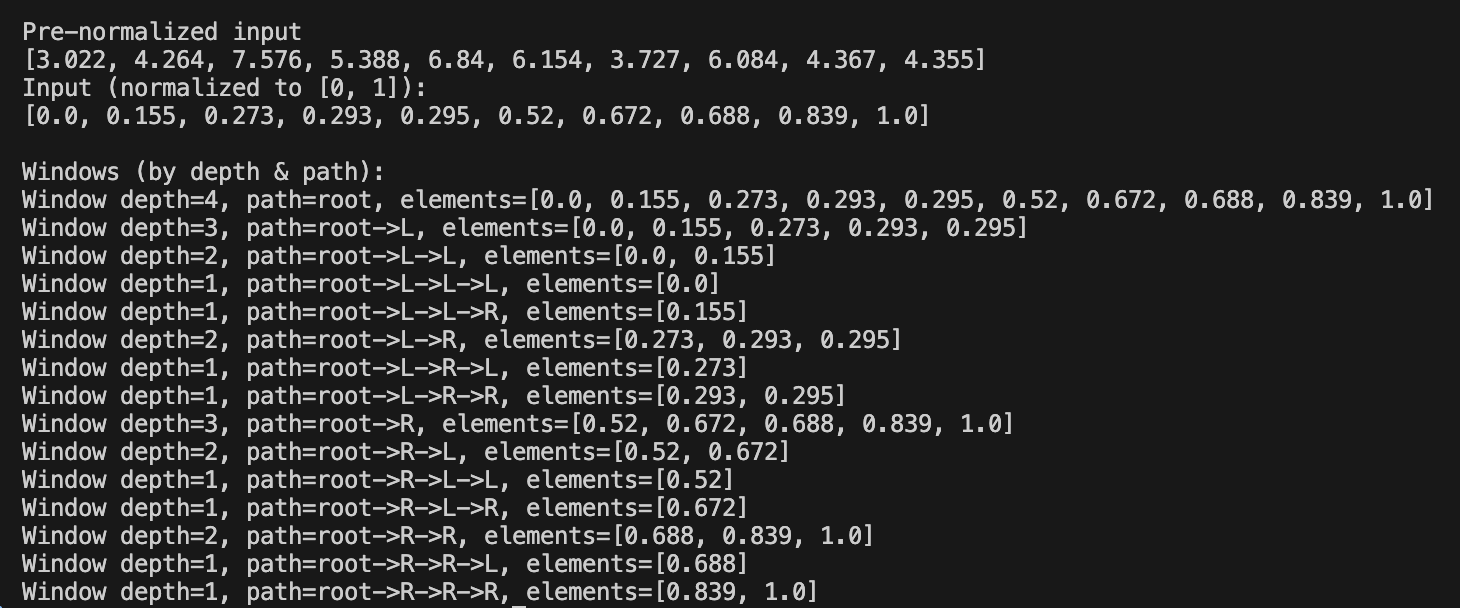 Pre-normalized input
[3.022, 4.264, 7.576, 5.388, 6.84, 6.154, 3.727, 6.084, 4.367, 4.355]
Input (normalized to [0, 1]):
[0.0, 0.155, 0.273, 0.293, 0.295, 0.52, 0.672, 0.688, 0.839, 1.0]
Windows (by depth & path):
Window depth=4, path=root, elements=[0.0, 0.155, 0.273, 0.293, 0.295, 0.52, 0.672, 0.688, 0.839, 1.0]
Window depth=3, path=root->L, elements=[0.0, 0.155, 0.273, 0.293, 0.295]
Window depth=2, path=root->L->L, elements=[0.0, 0.155]
Window depth=1, path=root->L->L->L, elements=[0.0]
Window depth=1, path=root->L->L->R, elements=[0.155]
Window depth=2, path=root->L->R, elements=[0.273, 0.293, 0.295]
Window depth=1, path=root->L->R->L, elements=[0.273]
Window depth=1, path=root->L->R->R, elements=[0.293, 0.295]
Window depth=3, path=root->R, elements=[0.52, 0.672, 0.688, 0.839, 1.0]
Window depth=2, path=root->R->L, elements=[0.52, 0.672]
Window depth=1, path=root->R->L->L, elements=[0.52]
Window depth=1, path=root->R->L->R, elements=[0.672]
Window depth=2, path=root->R->R, elements=[0.688, 0.839, 1.0]
Window depth=1, path=root->R->R->L, elements=[0.688]
Window depth=1, path=root->R->R->R, elements=[0.839, 1.0]